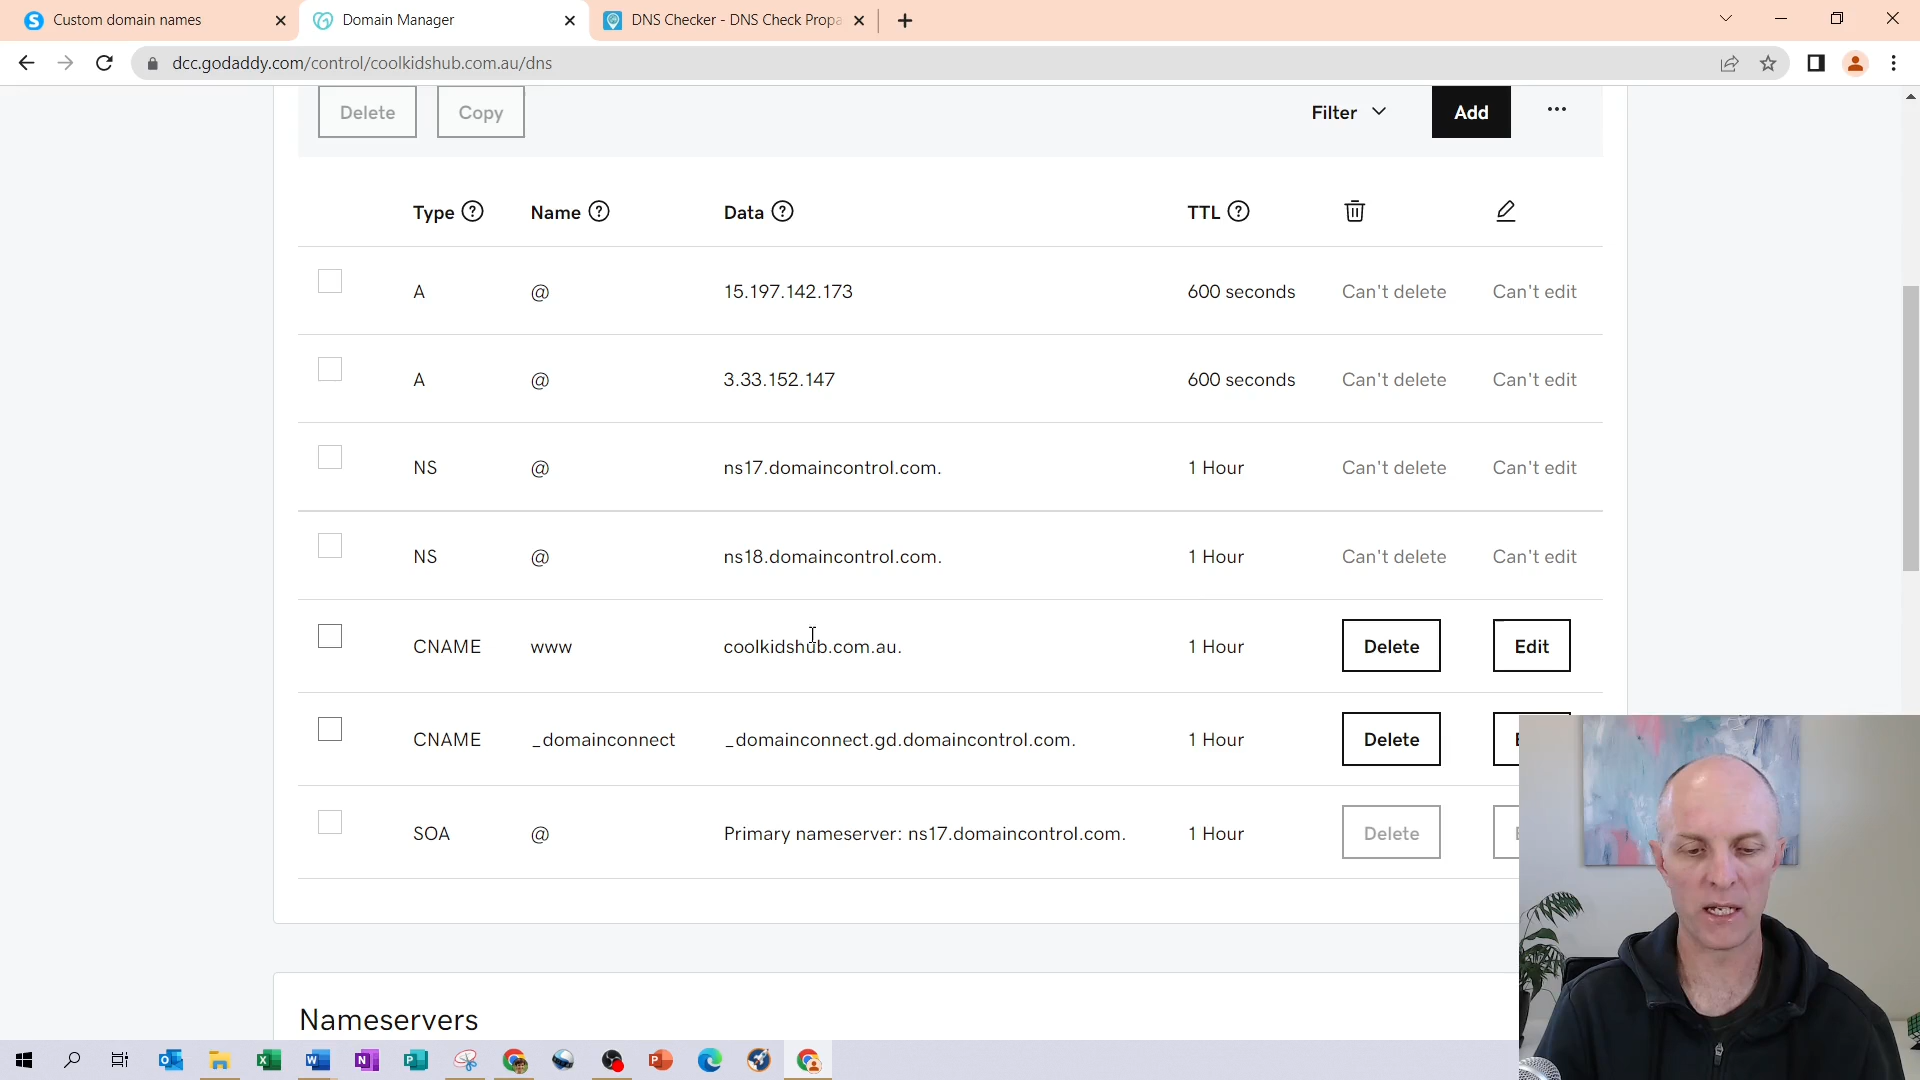 Custom domain names
Domain Manager
DNS Checker - DNS Check Propa
dcc.godaddy.com/control/coolkidshub.com.au/dns
Delete Copy Filter Add
Type Name Data TTL
A @ 15.197.142.173 600 seconds Can't delete Can't edit
A @ 3.33.152.147 600 seconds Can't delete Can't edit
NS @ ns17.domaincontrol.com. 1 Hour Can't delete Can't edit
NS @ ns18.domaincontrol.com. 1 Hour Can't delete Can't edit
CNAME www coolkidshub.com.au. 1 Hour Delete Edit
CNAME _domainconnect _domainconnect.gd.domaincontrol.com. 1 Hour Delete
SOA @ Primary nameserver: ns17.domaincontrol.com. 1 Hour Delete
Nameservers